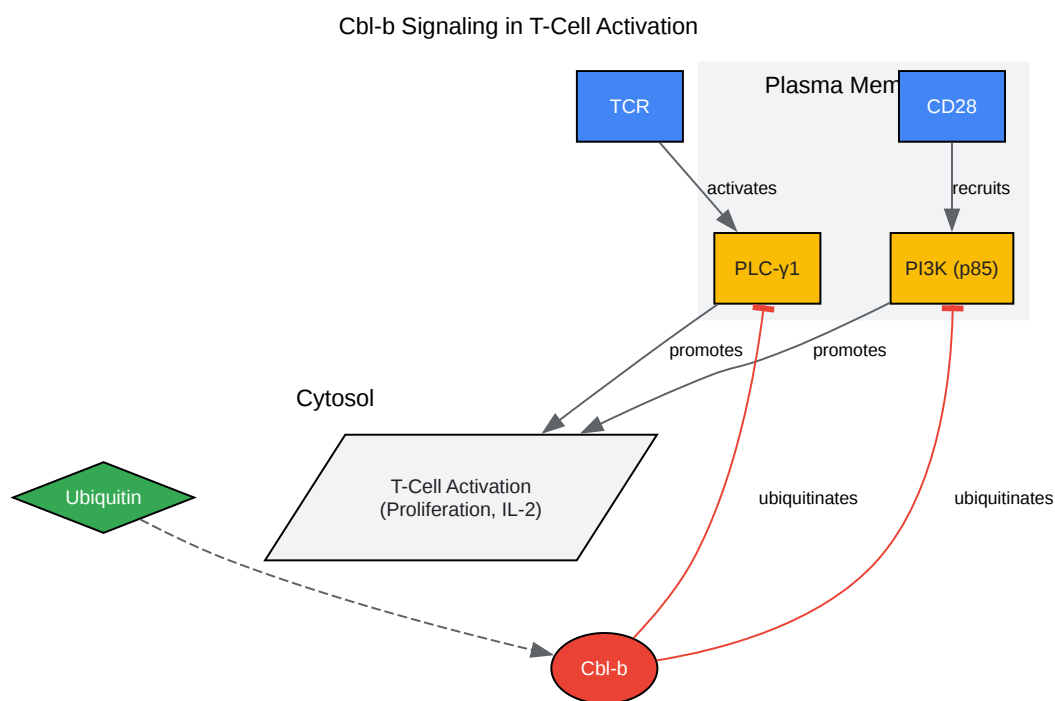 Cbl-b Signaling in T-Cell Activation
Plasma Mem
TCR
CD28
activates
recruits
PLC-γ1
PI3K (p85)
promotes
promotes
Cytosol
T-Cell Activation
(Proliferation, IL-2)
Ubiquitin
ubiquitinates
ubiquitinates
Cbl-b